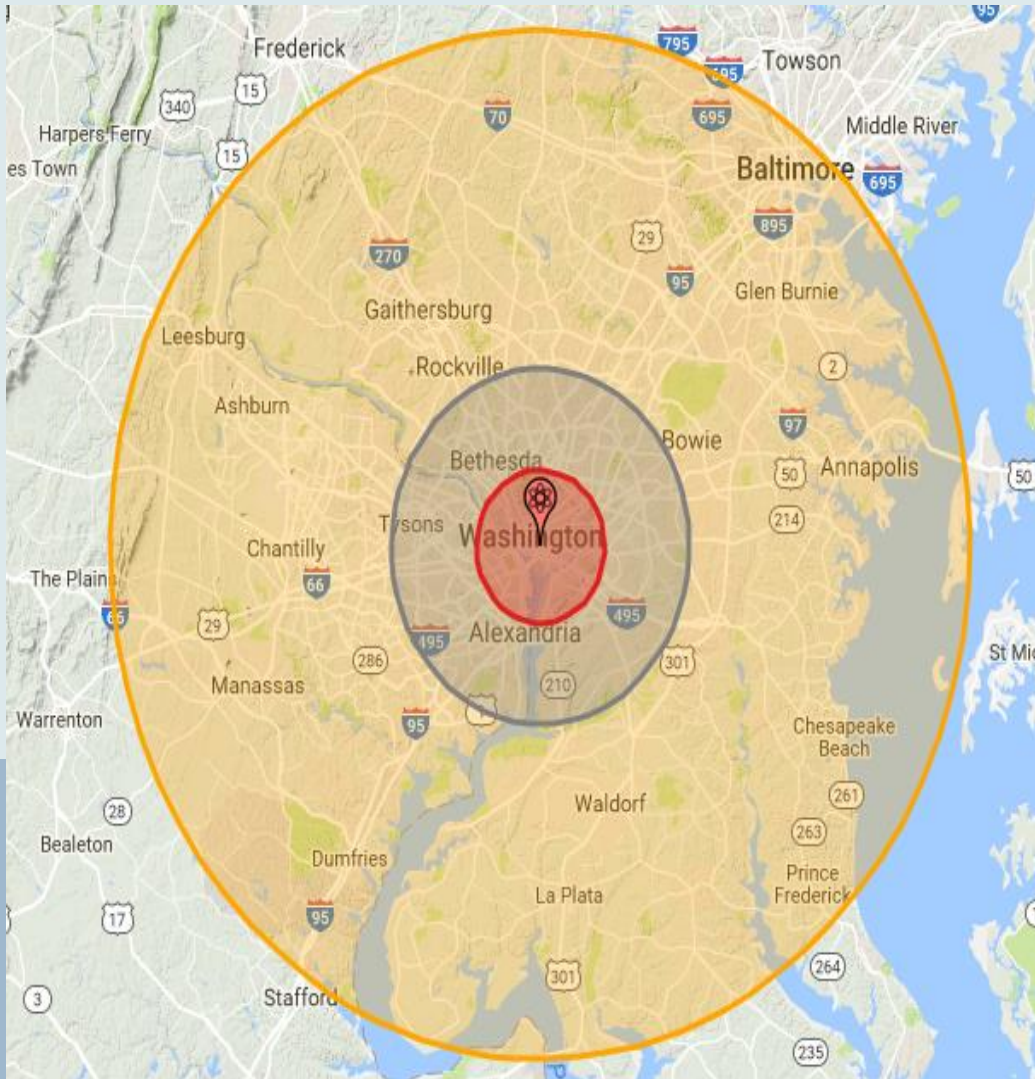 95
795
Frederick
695
Towson
15
340
70
695
Middle River
Harpers Ferry
15
es Town
Baltimore
695
895
29
270
95
Glen Burnie
Gaithersburg
Leesburg
Rockville
2
Ashburn
97
Bowie
Bethesda
Annapolis
50
50
214
Tysons
Washington
Chantilly
The Plains
66
66
495
29
495
Alexandria
St Mic
286
301
Manassas
210
1
95
Warrenton
Chesapeake
Beach
261
Waldorf
28
263
Bealeton
Dumfries
Prince
Frederick
La Plata
95
17
264
301
3
Stafford
235